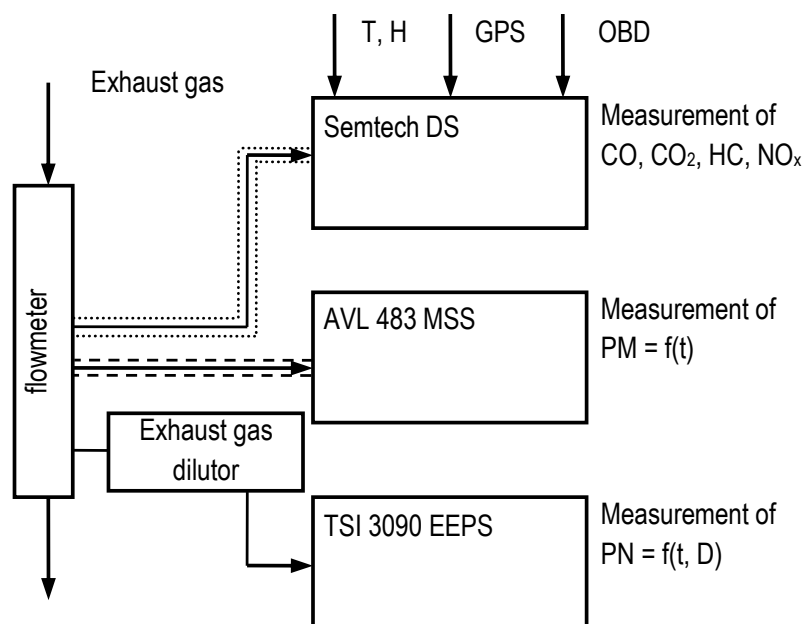 T, H
GPS
OBD
Exhaust gas
Semtech DS
Measurement of
CO, CO₂, HC, NOₓ
flowmeter
AVL 483 MSS
Measurement of
PM = f(t)
Exhaust gas
dilutor
TSI 3090 EEPS
Measurement of
PN = f(t, D)